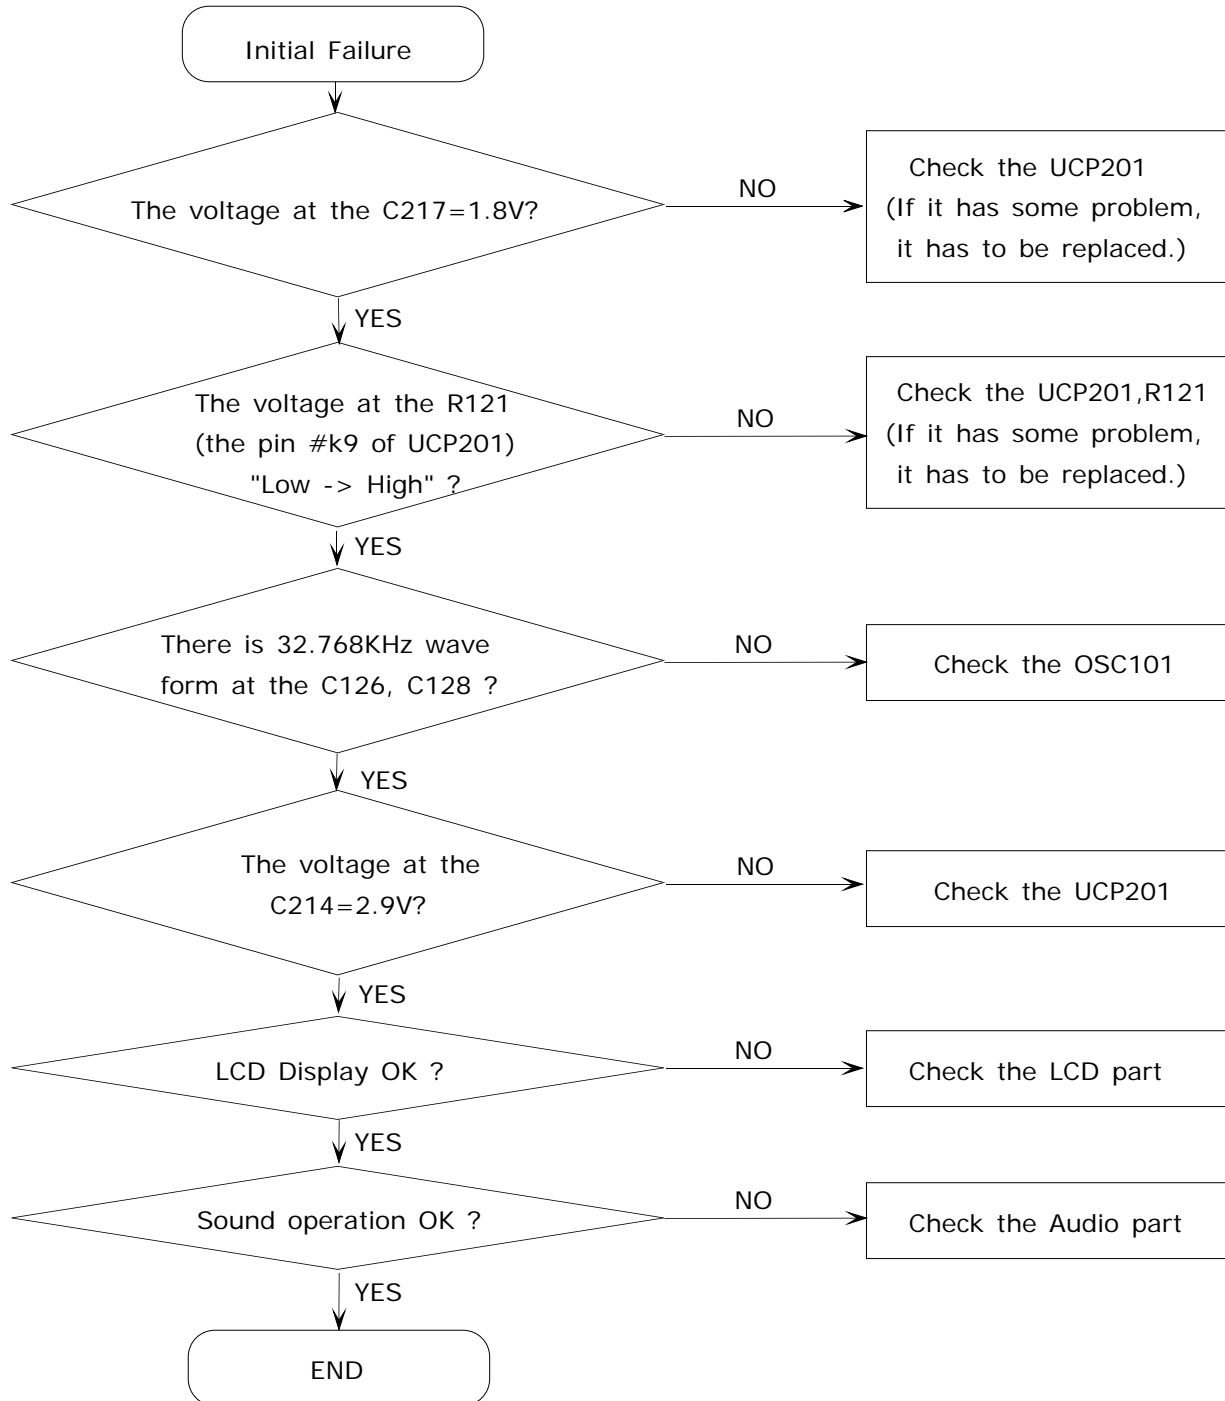 Initial Failure
The voltage at the C217=1.8V?
NO
Check the UCP201
(If it has some problem,
it has to be replaced.)
YES
The voltage at the R121
(the pin #k9 of UCP201)
"Low -> High" ?
NO
Check the UCP201,R121
(If it has some problem,
it has to be replaced.)
YES
There is 32.768KHz wave
form at the C126, C128 ?
NO
Check the OSC101
YES
The voltage at the
C214=2.9V?
NO
Check the UCP201
YES
LCD Display OK ?
NO
Check the LCD part
YES
Sound operation OK ?
NO
Check the Audio part
YES
END